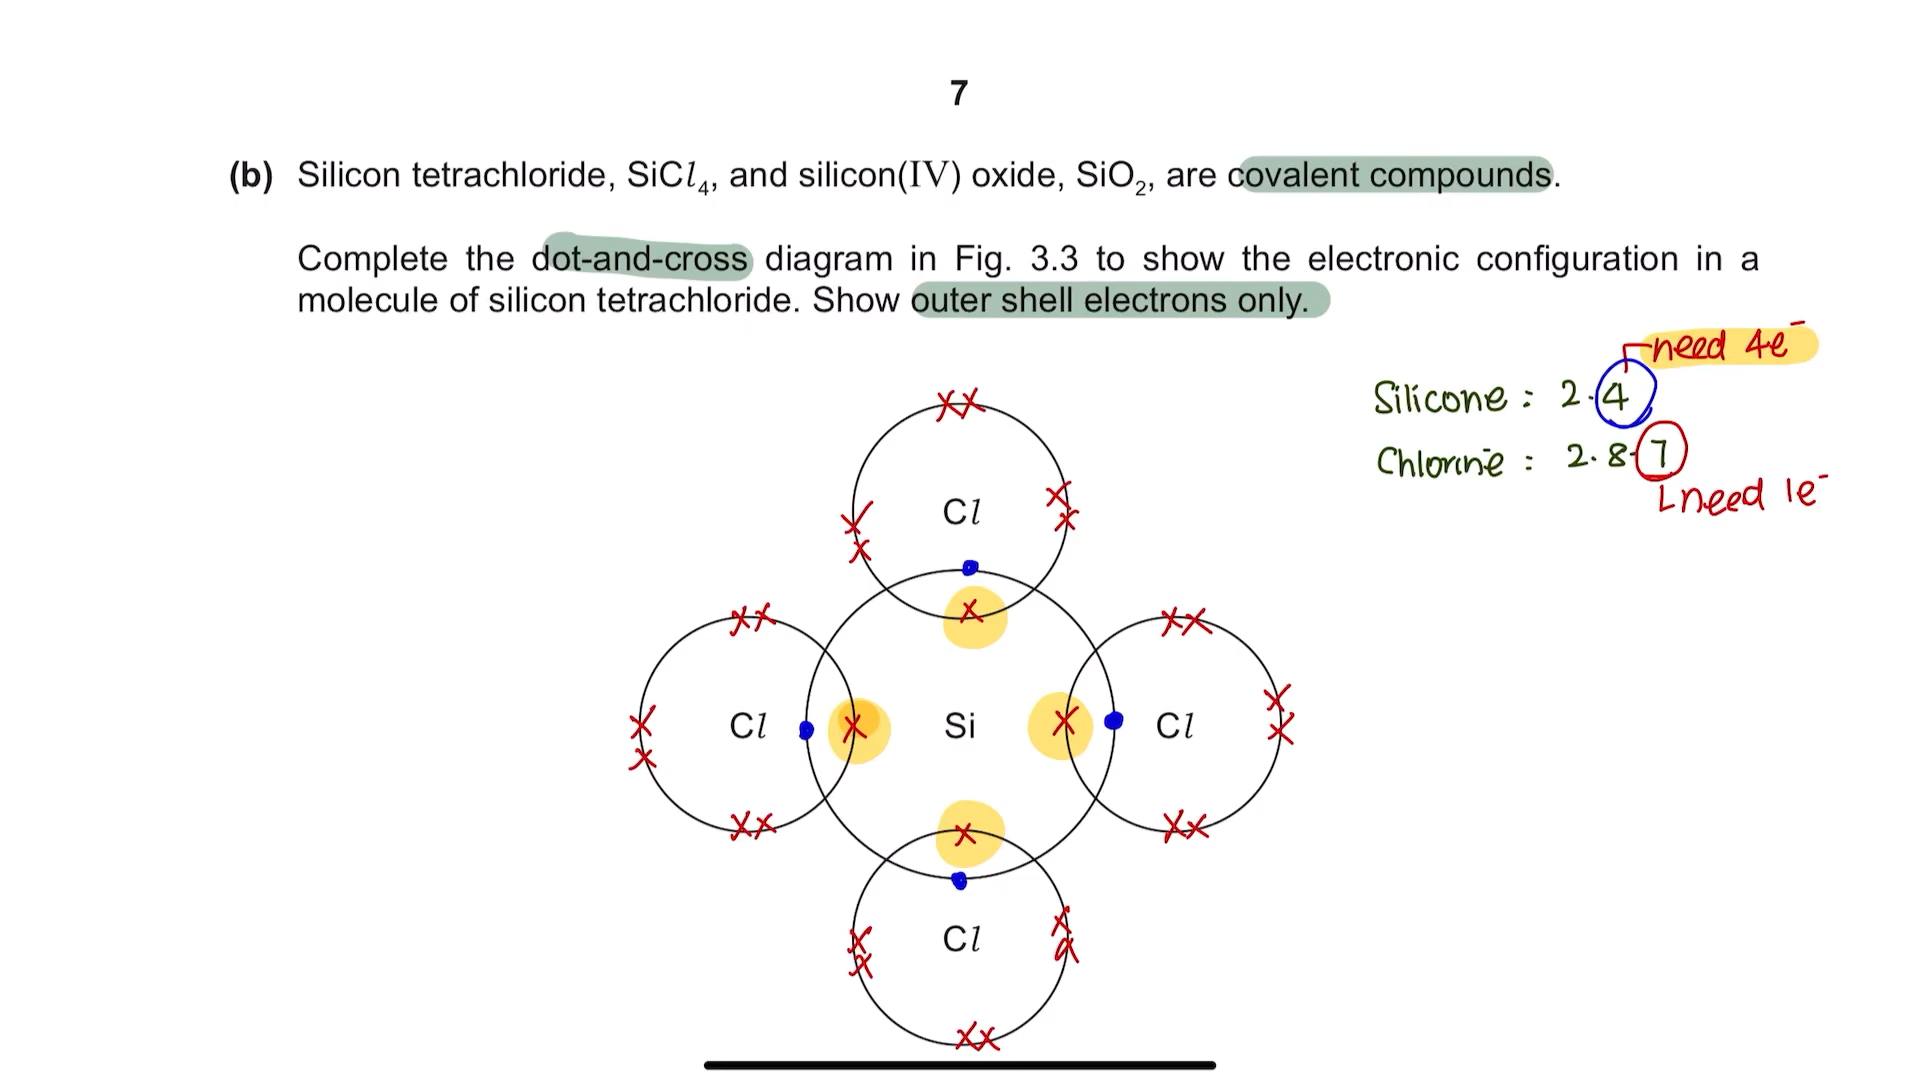 7
(b) Silicon tetrachloride, SiCl₄, and silicon(IV) oxide, SiO₂, are covalent compounds.
Complete the dot-and-cross diagram in Fig. 3.3 to show the electronic configuration in a
molecule of silicon tetrachloride. Show outer shell electrons only.
need 4e⁻
Silicone : 2.4
Chlorine : 2.8.7
need 1e⁻
Cl
Cl Si Cl
Cl